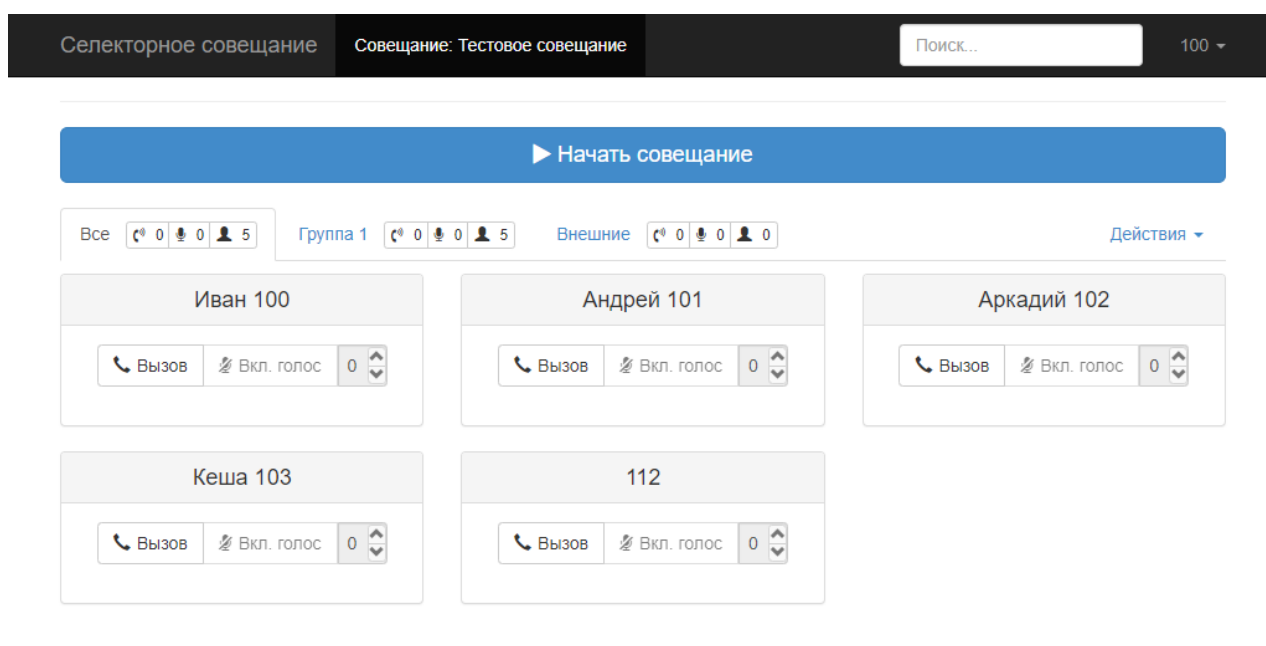 Селекторное совещание Совещание: Тестовое совещание Поиск... 100
Начать совещание
Все 0 0 5 Группа 1 0 0 5 Внешние 0 0 0 Действия
Иван 100 Андрей 101 Аркадий 102
Вызов Вкл. голос 0 Вызов Вкл. голос 0 Вызов Вкл. голос 0
Кеша 103 112
Вызов Вкл. голос 0 Вызов Вкл. голос 0